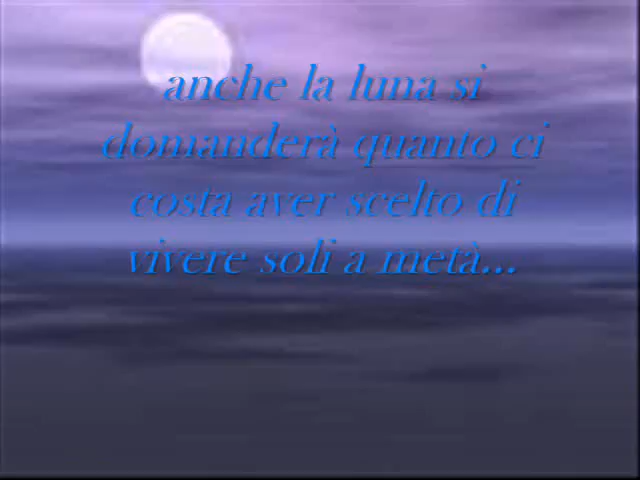 anche la luna si
domanderà quanto ci
costa aver scelto di
vivere soli a metà...